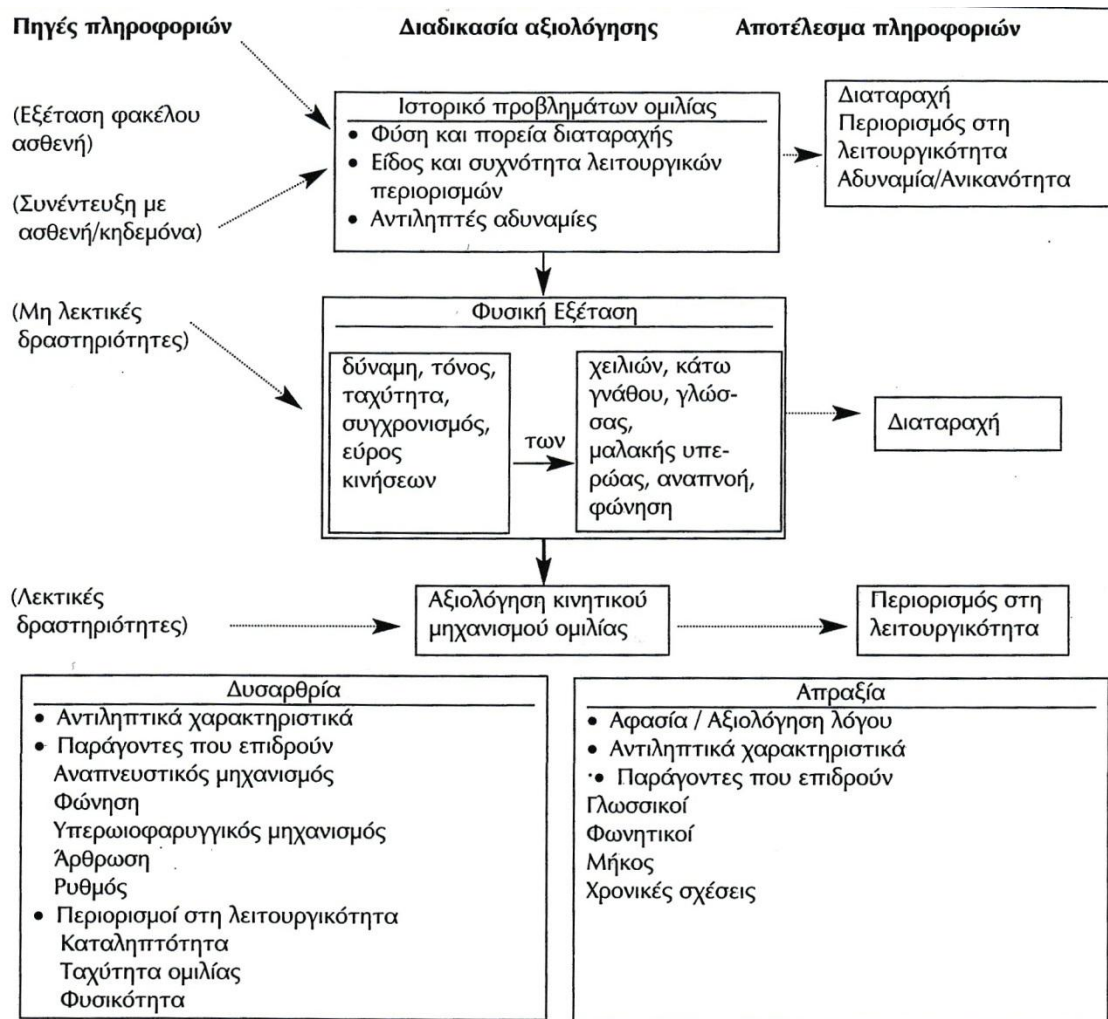 Πηγές πληροφοριών
Διαδικασία αξιολόγησης
Αποτέλεσμα πληροφοριών
(Εξέταση φακέλου
ασθενή)
(Συνέντευξη με
ασθενή/κηδεμόνα)
Ιστορικό προβλημάτων ομιλίας
• Φύση και πορεία διαταραχής
• Είδος και συχνότητα λειτουργικών
περιορισμών
• Αντιληπτές αδυναμίες
Διαταραχή
Περιορισμός στη
λειτουργικότητα
Αδυναμία/Ανικανότητα
(Μη λεκτικές
δραστηριότητες)
Φυσική Εξέταση
δύναμη, τόνος,
ταχύτητα,
συγχρονισμός,
εύρος
κινήσεων
των
χειλιών, κάτω
γνάθου, γλώσ-
σας,
μαλακής υπε-
ρώας, αναπνοή,
φώνηση
Διαταραχή
(Λεκτικές
δραστηριότητες)
Αξιολόγηση κινητικού
μηχανισμού ομιλίας
Περιορισμός στη
λειτουργικότητα
Δυσαρθρία
• Αντιληπτικά χαρακτηριστικά
• Παράγοντες που επιδρούν
Αναπνευστικός μηχανισμός
Φώνηση
Υπερωιοφαρυγγικός μηχανισμός
Άρθρωση
Ρυθμός
• Περιορισμοί στη λειτουργικότητα
Καταληπτότητα
Ταχύτητα ομιλίας
Φυσικότητα
Απραξία
• Αφασία / Αξιολόγηση λόγου
• Αντιληπτικά χαρακτηριστικά
• Παράγοντες που επιδρούν
Γλωσσικοί
Φωνητικοί
Μήκος
Χρονικές σχέσεις